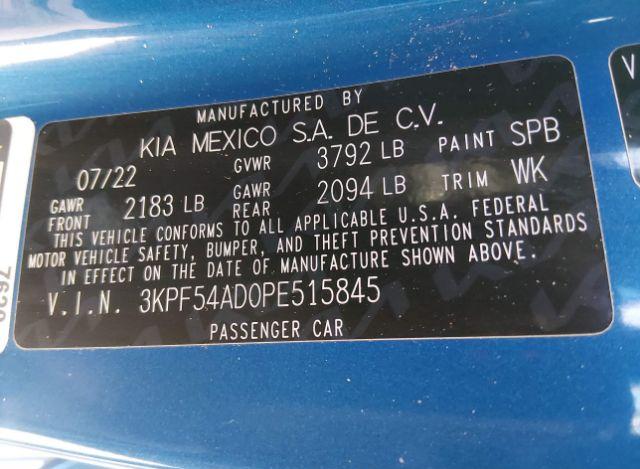 MANUFACTURED BY
KIA MEXICO S.A. DE C.V.
07/22 GVWR 3792 LB PAINT SPB
GAWR FRONT 2183 LB GAWR REAR 2094 LB TRIM WK
THIS VEHICLE CONFORMS TO ALL APPLICABLE U.S.A. FEDERAL
MOTOR VEHICLE SAFETY, BUMPER, AND THEFT PREVENTION STANDARDS
IN EFFECT ON THE DATE OF MANUFACTURE SHOWN ABOVE.
V.I.N. 3KPF54AD0PE515845
PASSENGER CAR
V